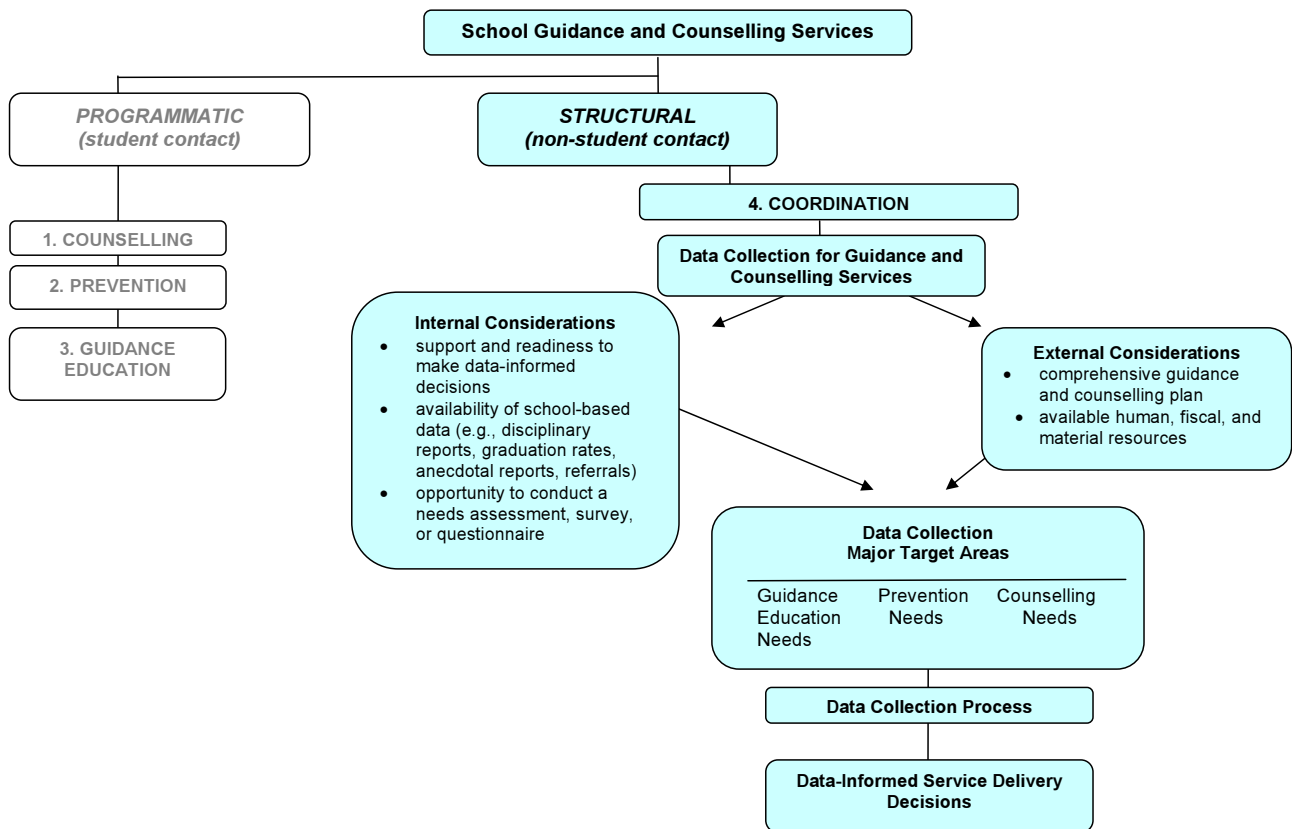 School Guidance and Counselling Services
PROGRAMMATIC
(student contact)
STRUCTURAL
(non-student contact)
4. COORDINATION
1. COUNSELLING
2. PREVENTION
3. GUIDANCE
EDUCATION
Data Collection for Guidance and
Counselling Services
Internal Considerations
• support and readiness to
make data-informed
decisions
• availability of school-based
data (e.g., disciplinary
reports, graduation rates,
anecdotal reports, referrals)
• opportunity to conduct a
needs assessment, survey,
or questionnaire
External Considerations
• comprehensive guidance
and counselling plan
• available human, fiscal, and
material resources
Data Collection
Major Target Areas
Guidance
Education
Needs
Prevention
Needs
Counselling
Needs
Data Collection Process
Data-Informed Service Delivery
Decisions